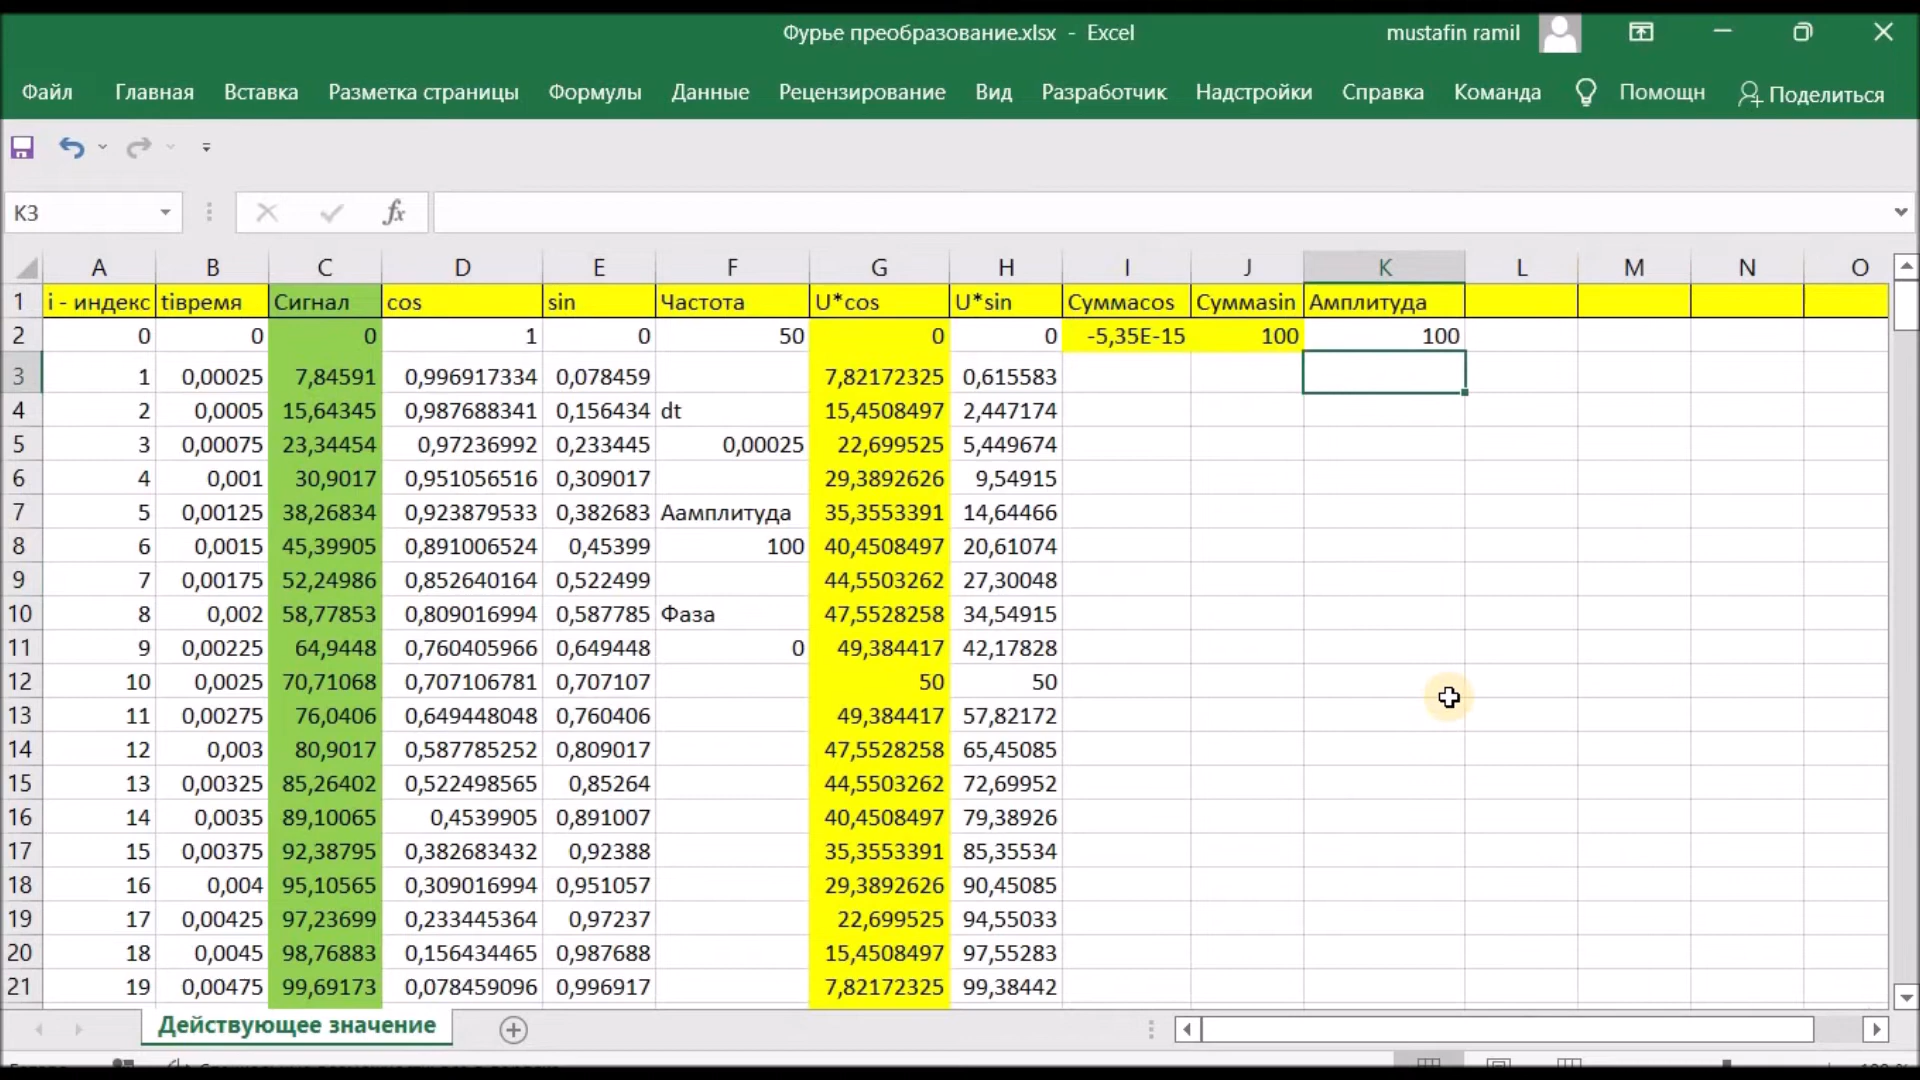 Фурье преобразование.xlsx - Excel
mustafin ramil
Файл Главная Вставка Разметка страницы Формулы Данные Рецензирование Вид Разработчик Надстройки Справка Команда Помощн Поделиться
K3 fx
A B C D E F G H I J K L M N O
1 i - индекс tiвремя Сигнал cos sin Частота U*cos U*sin Суммаcos Суммаsin Амплитуда
2 0 0 0 1 0 50 0 0 -5,35E-15 100 100
3 1 0,00025 7,84591 0,996917334 0,078459 7,82172325 0,615583
4 2 0,0005 15,64345 0,987688341 0,156434 dt 15,4508497 2,447174
5 3 0,00075 23,34454 0,97236992 0,233445 0,00025 22,699525 5,449674
6 4 0,001 30,9017 0,951056516 0,309017 29,3892626 9,54915
7 5 0,00125 38,26834 0,923879533 0,382683 Аамплитуда 35,3553391 14,64466
8 6 0,0015 45,39905 0,891006524 0,45399 100 40,4508497 20,61074
9 7 0,00175 52,24986 0,852640164 0,522499 44,5503262 27,30048
10 8 0,002 58,77853 0,809016994 0,587785 Фаза 47,5528258 34,54915
11 9 0,00225 64,9448 0,760405966 0,649448 0 49,384417 42,17828
12 10 0,0025 70,71068 0,707106781 0,707107 50 50
13 11 0,00275 76,0406 0,649448048 0,760406 49,384417 57,82172
14 12 0,003 80,9017 0,587785252 0,809017 47,5528258 65,45085
15 13 0,00325 85,26402 0,522498565 0,85264 44,5503262 72,69952
16 14 0,0035 89,10065 0,4539905 0,891007 40,4508497 79,38926
17 15 0,00375 92,38795 0,382683432 0,92388 35,3553391 85,35534
18 16 0,004 95,10565 0,309016994 0,951057 29,3892626 90,45085
19 17 0,00425 97,23699 0,233445364 0,97237 22,699525 94,55033
20 18 0,0045 98,76883 0,156434465 0,987688 15,4508497 97,55283
21 19 0,00475 99,69173 0,078459096 0,996917 7,82172325 99,38442
Действующее значение